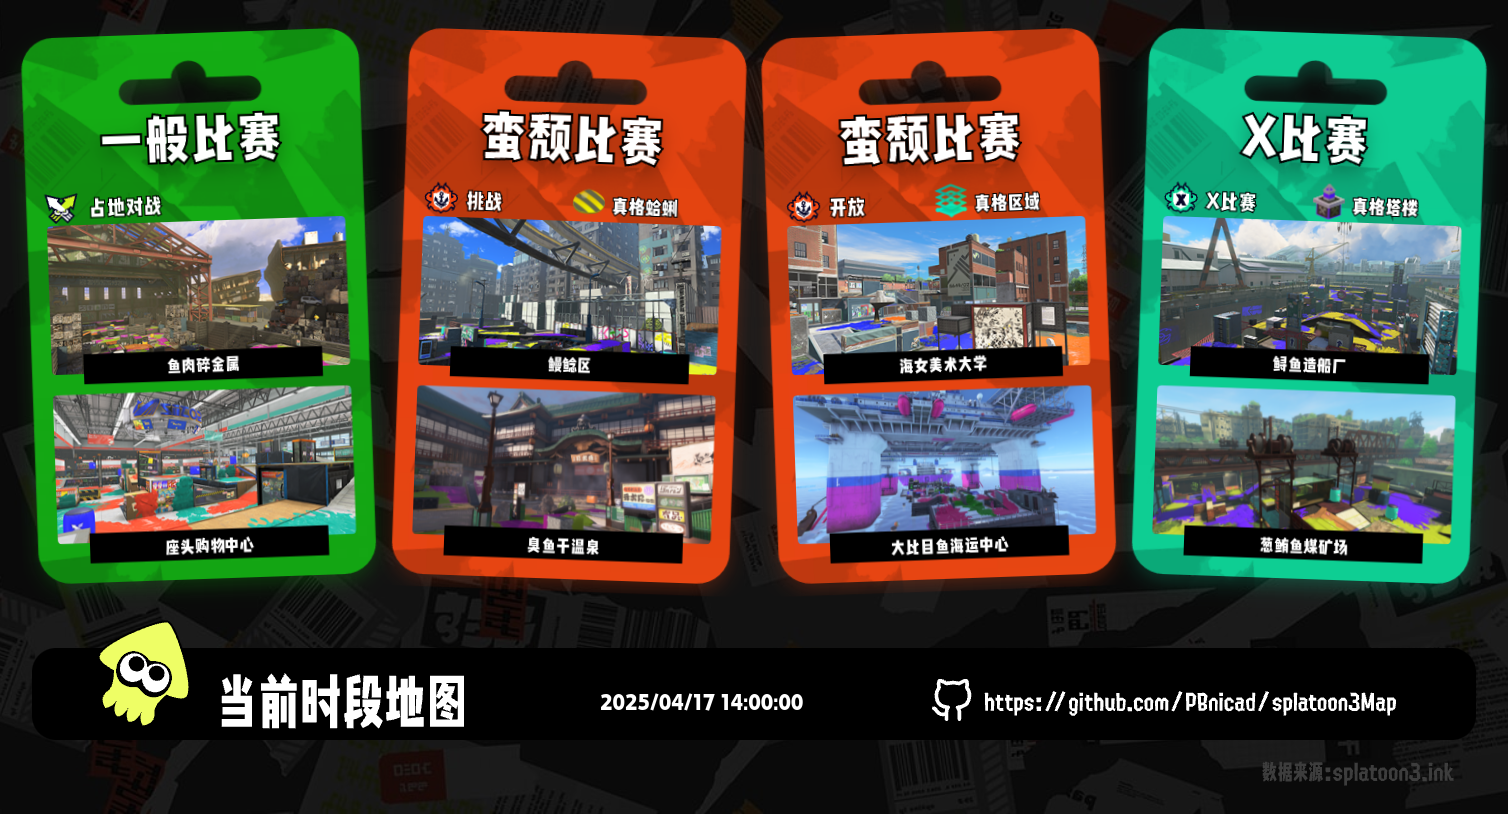 一般比赛
占地对战
鱼肉碎金属
座头购物中心
蛮颓比赛
挑战
真格蛤蜊
鳗鲶区
臭鱼干温泉
蛮颓比赛
开放
真格区域
海女美术大学
大比目鱼海运中心
X比赛
X比赛
真格塔楼
鲟鱼造船厂
葱鲔鱼煤矿场
当前时段地图
2025/04/17 14:00:00
https://github.com/PBnicad/splatoon3Map
数据来源:splatoon3.ink